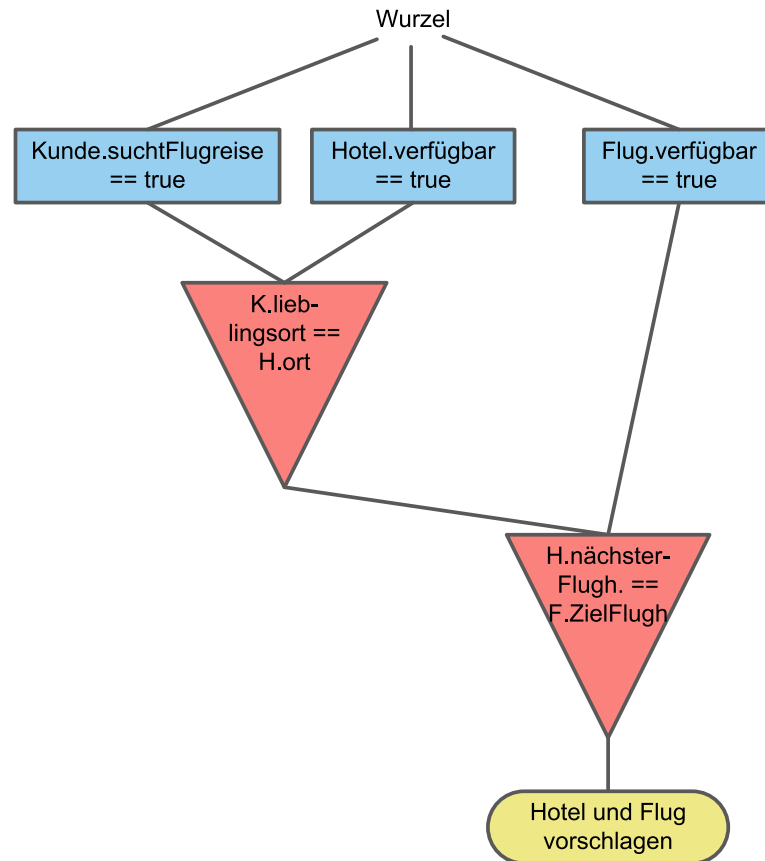 Wurzel
Kunde.suchtFlugreise
== true
Hotel.verfügbar
== true
Flug.verfügbar
== true
K.lieb-
lingsort ==
H.ort
H.nächster-
Flugh. ==
F.ZielFlugh
Hotel und Flug
vorschlagen